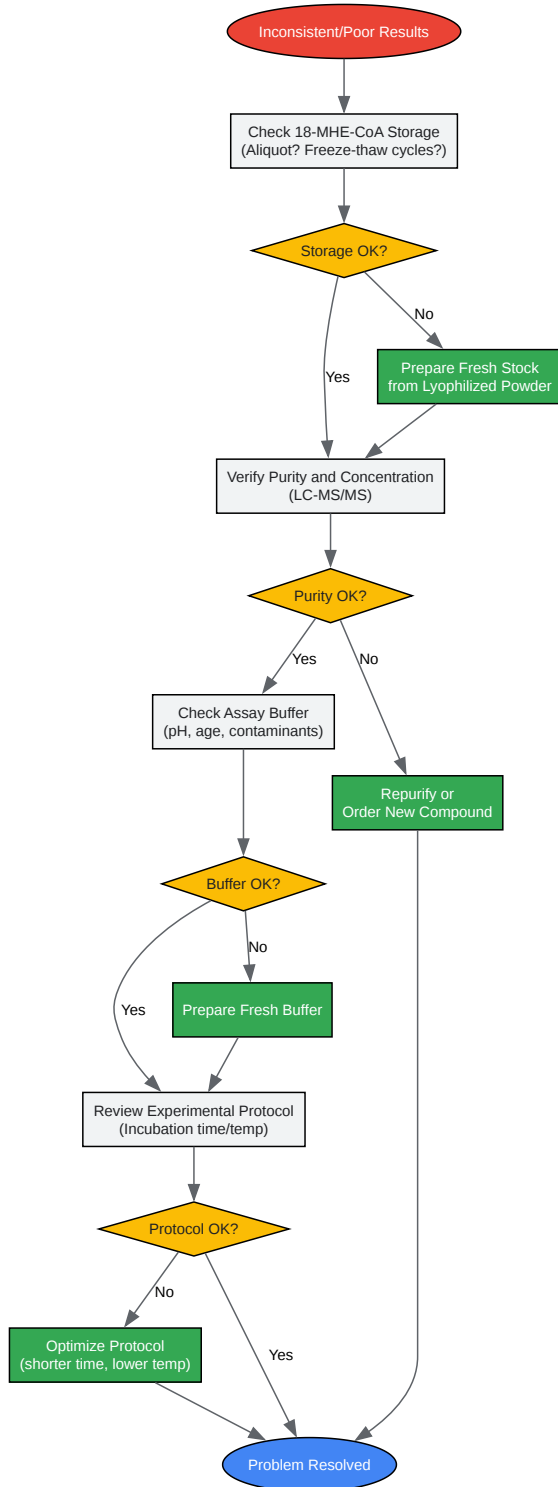 Inconsistent/Poor Results
Check 18-MHE-CoA Storage
(Aliquot? Freeze-thaw cycles?)
Storage OK?
No
Prepare Fresh Stock
from Lyophilized Powder
Yes
Verify Purity and Concentration
(LC-MS/MS)
Purity OK?
Yes
No
Check Assay Buffer
(pH, age, contaminants)
Repurify or
Order New Compound
Buffer OK?
No
Yes
Prepare Fresh Buffer
Review Experimental Protocol
(Incubation time/temp)
Protocol OK?
No
Optimize Protocol
(shorter time, lower temp)
Yes
Problem Resolved